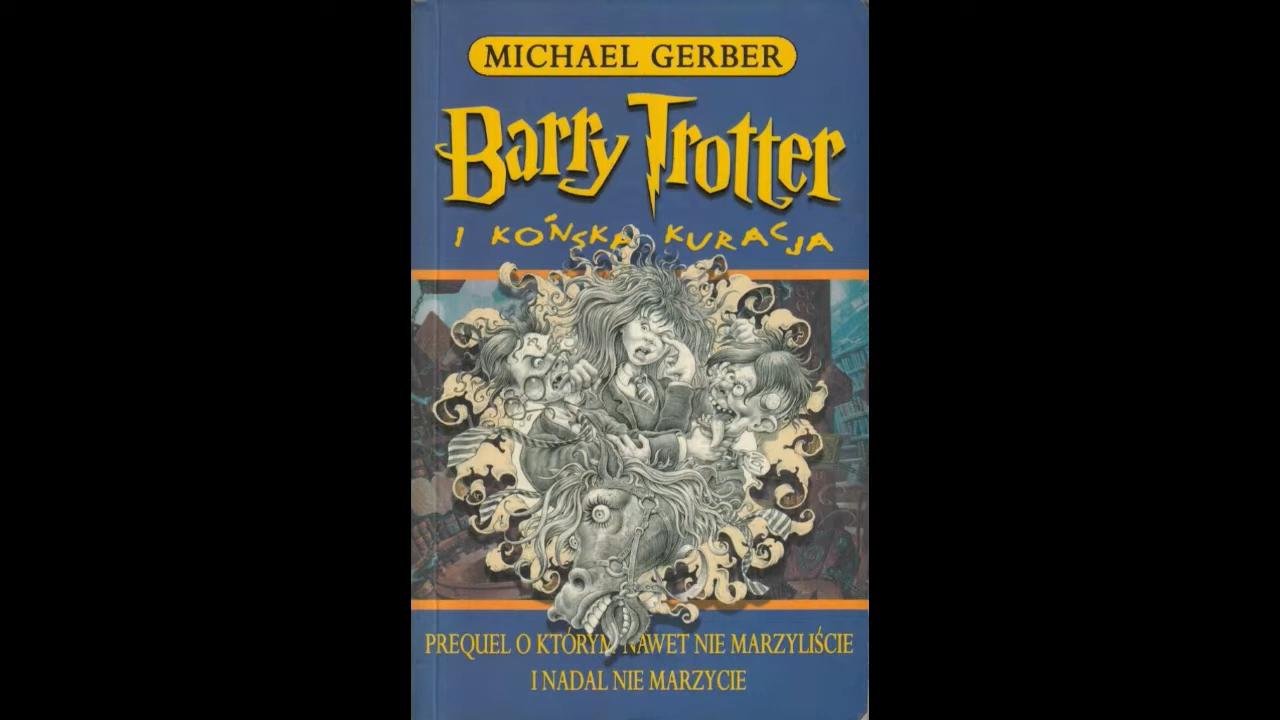 MICHAEL GERBER
Barry Trotter
I KOŃSKA KURACJA
PREQUEL O KTÓRYM NAWET NIE MARZYLIŚCIE
I NADAL NIE MARZYCIE